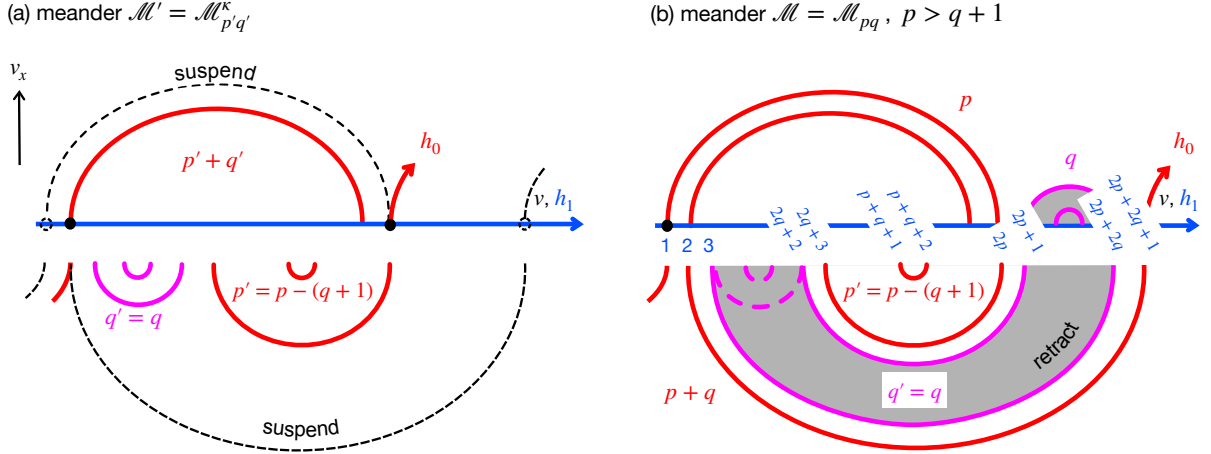 (a) meander ℳ′ = ℳ^κ_{p′q′}
(b) meander ℳ = ℳ_{pq} , p > q + 1
v_x
suspend
p′ + q′
h_0
v, h_1
p′ = p − (q + 1)
q′ = q
suspend
p
q
h_0
v, h_1
1
2
3
2q + 2
2q + 3
p + q + 1
p + q + 2
2p
2p + 1
2p + 2q
2p + 2q + 1
p′ = p − (q + 1)
retract
q′ = q
p + q